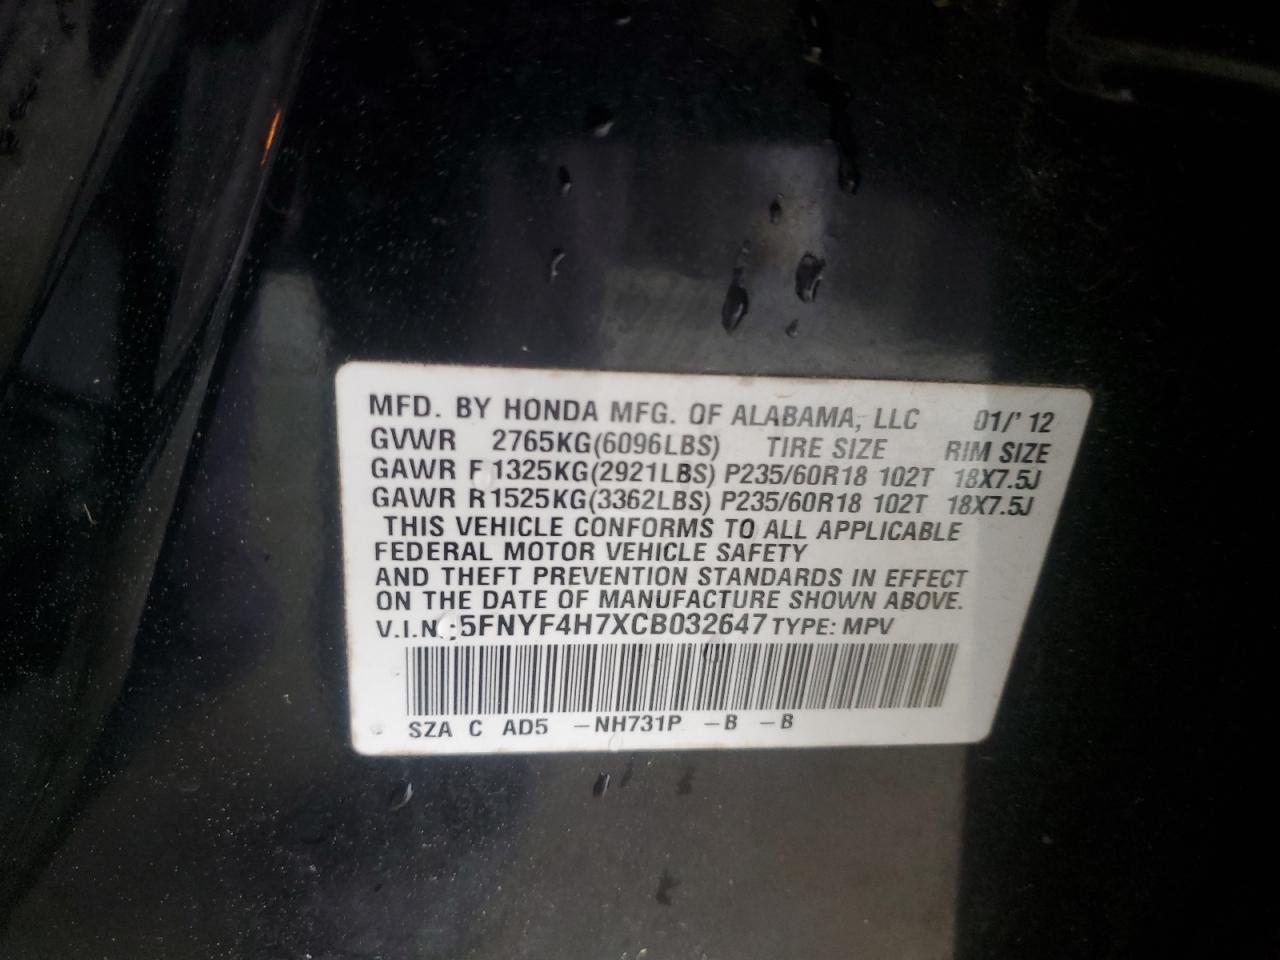 MFD. BY HONDA MFG. OF ALABAMA, LLC 01/'12
GVWR 2765KG(6096LBS) TIRE SIZE RIM SIZE
GAWR F 1325KG(2921LBS) P235/60R18 102T 18X7.5J
GAWR R 1525KG(3362LBS) P235/60R18 102T 18X7.5J
THIS VEHICLE CONFORMS TO ALL APPLICABLE
FEDERAL MOTOR VEHICLE SAFETY
AND THEFT PREVENTION STANDARDS IN EFFECT
ON THE DATE OF MANUFACTURE SHOWN ABOVE.
V.I.N.:5FNYF4H7XCB032647 TYPE: MPV
SZA C AD5 -NH731P -B -B